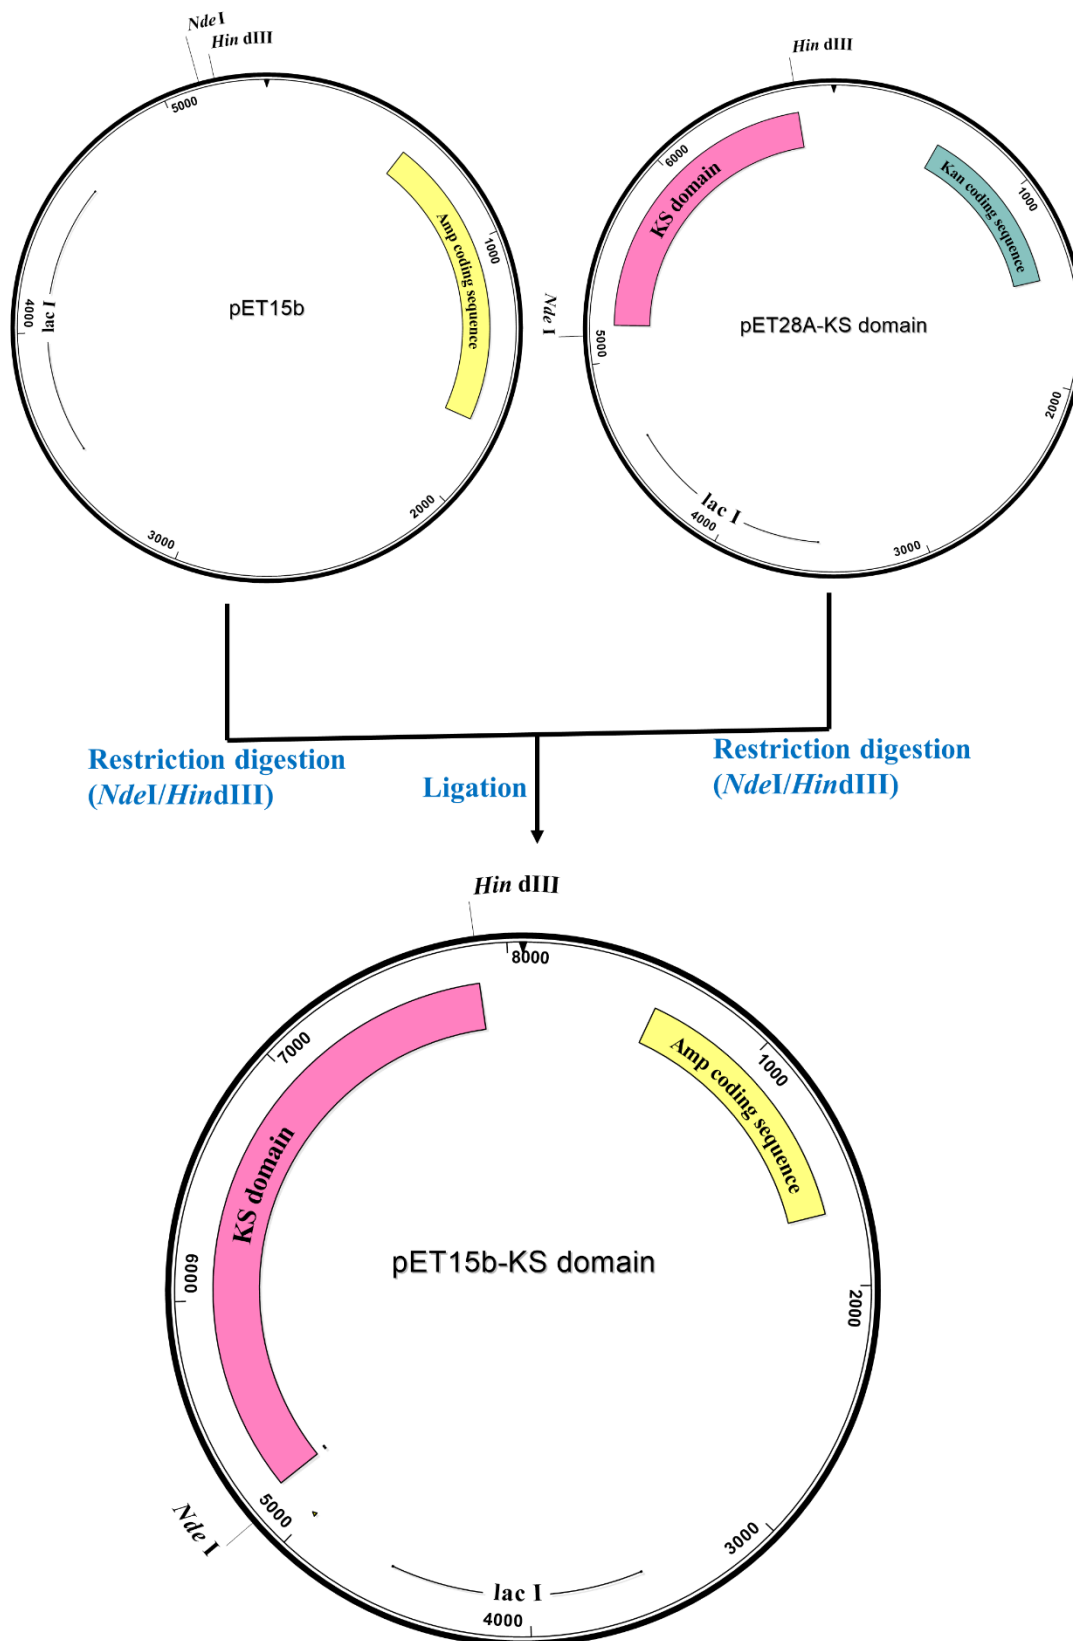 Nde I
Hin dIII
5000
Amp coding sequence
1000
lac I
4000
pET15b
2000
3000
Hin dIII
6000
KS domain
Kan coding sequence
1000
Nde I
5000
pET28A-KS domain
2000
lac I
4000
3000
Restriction digestion
(NdeI/HindIII)
Ligation
Restriction digestion
(NdeI/HindIII)
Hin dIII
8000
7000
Amp coding sequence
1000
KS domain
6000
pET15b-KS domain
2000
Nde I
5000
3000
lac I
4000